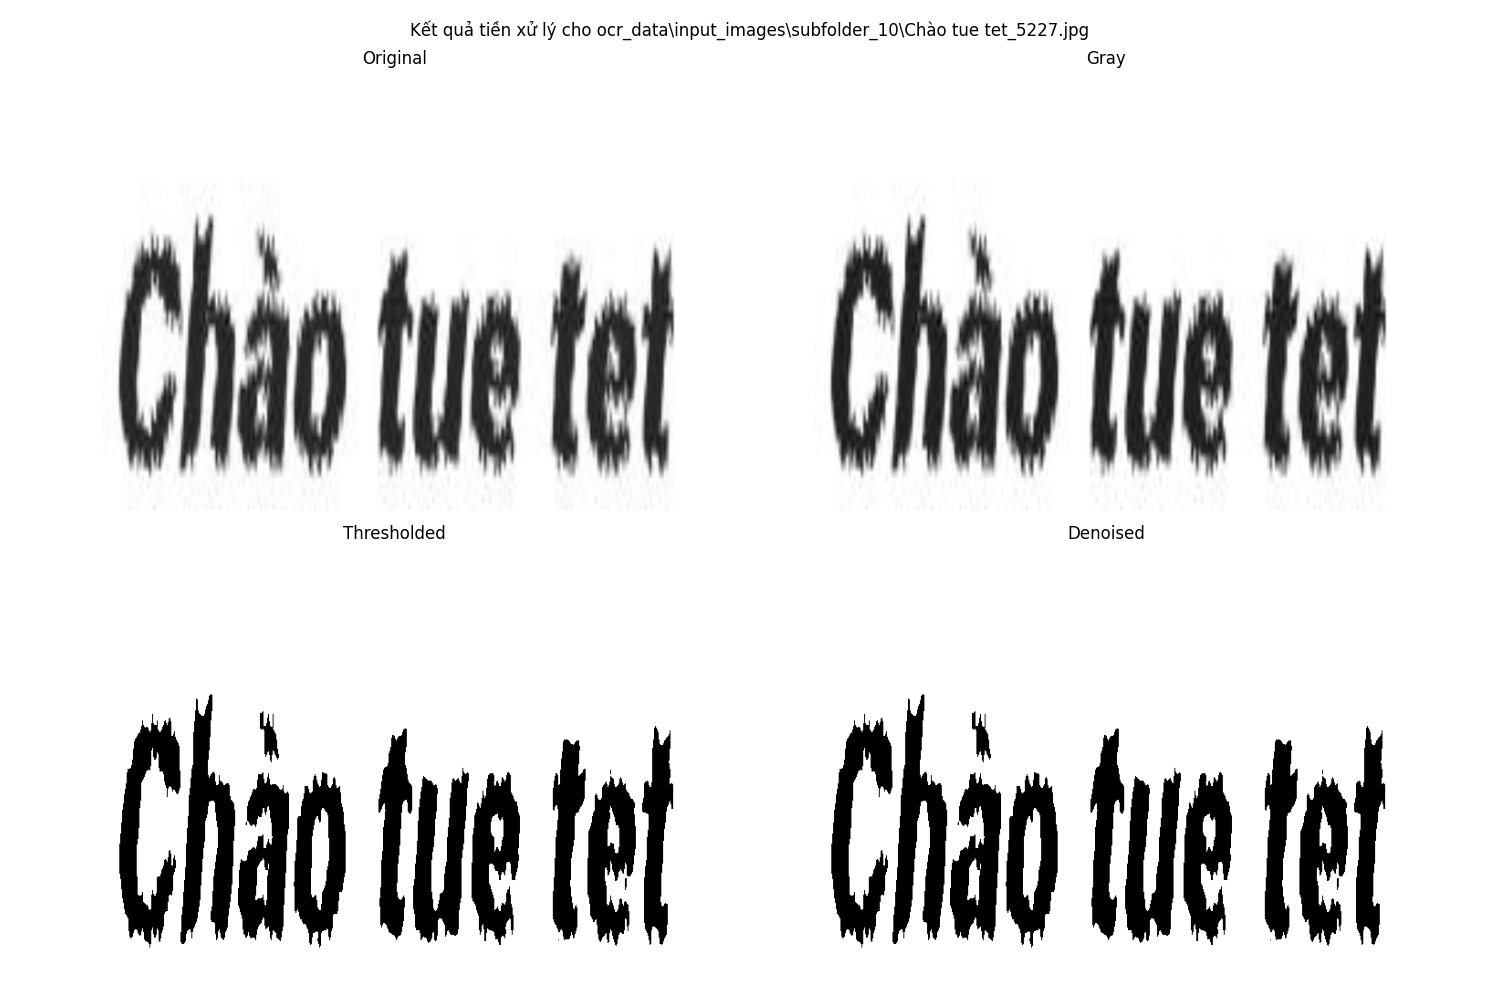 Kết quả tiền xử lý cho ocr_data\input_images\subfolder_10\Chào tue tet_5227.jpg
Original
Gray
Chào tue tet
Chào tue tet
Thresholded
Denoised
Chào tue tet
Chào tue tet